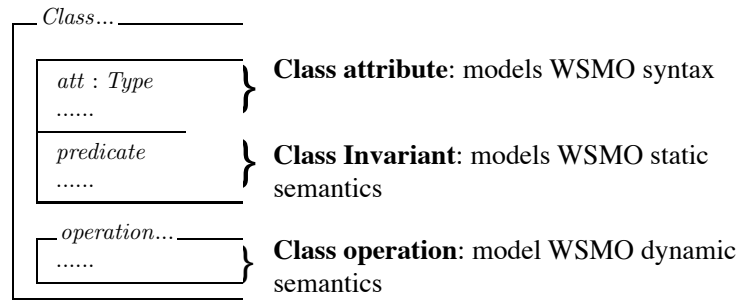 Class...
att : Type
......
Class attribute: models WSMO syntax
predicate
......
Class Invariant: models WSMO static
semantics
operation...
......
Class operation: model WSMO dynamic
semantics